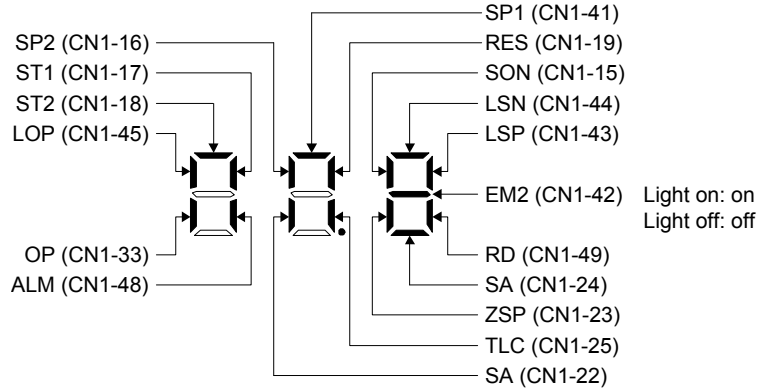 SP1 (CN1-41)
SP2 (CN1-16)
RES (CN1-19)
ST1 (CN1-17)
SON (CN1-15)
ST2 (CN1-18)
LSN (CN1-44)
LOP (CN1-45)
LSP (CN1-43)
EM2 (CN1-42) Light on: on
Light off: off
OP (CN1-33)
RD (CN1-49)
ALM (CN1-48)
SA (CN1-24)
ZSP (CN1-23)
TLC (CN1-25)
SA (CN1-22)